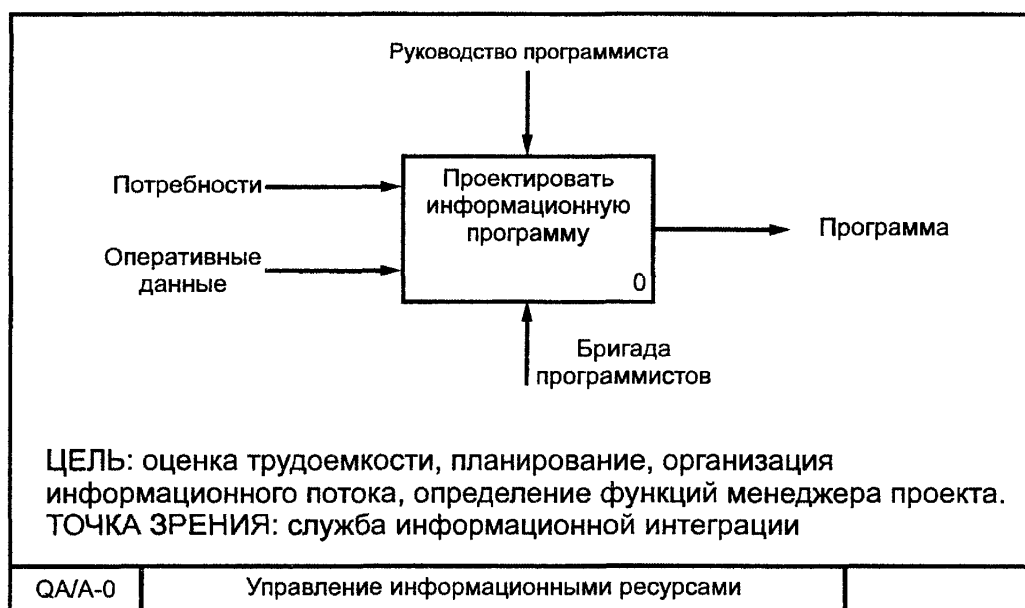 Руководство программиста
Потребности
Проектировать
информационную
программу
Программа
Оперативные
данные
0
Бригада
программистов
ЦЕЛЬ: оценка трудоемкости, планирование, организация
информационного потока, определение функций менеджера проекта.
ТОЧКА ЗРЕНИЯ: служба информационной интеграции
QA/A-0
Управление информационными ресурсами